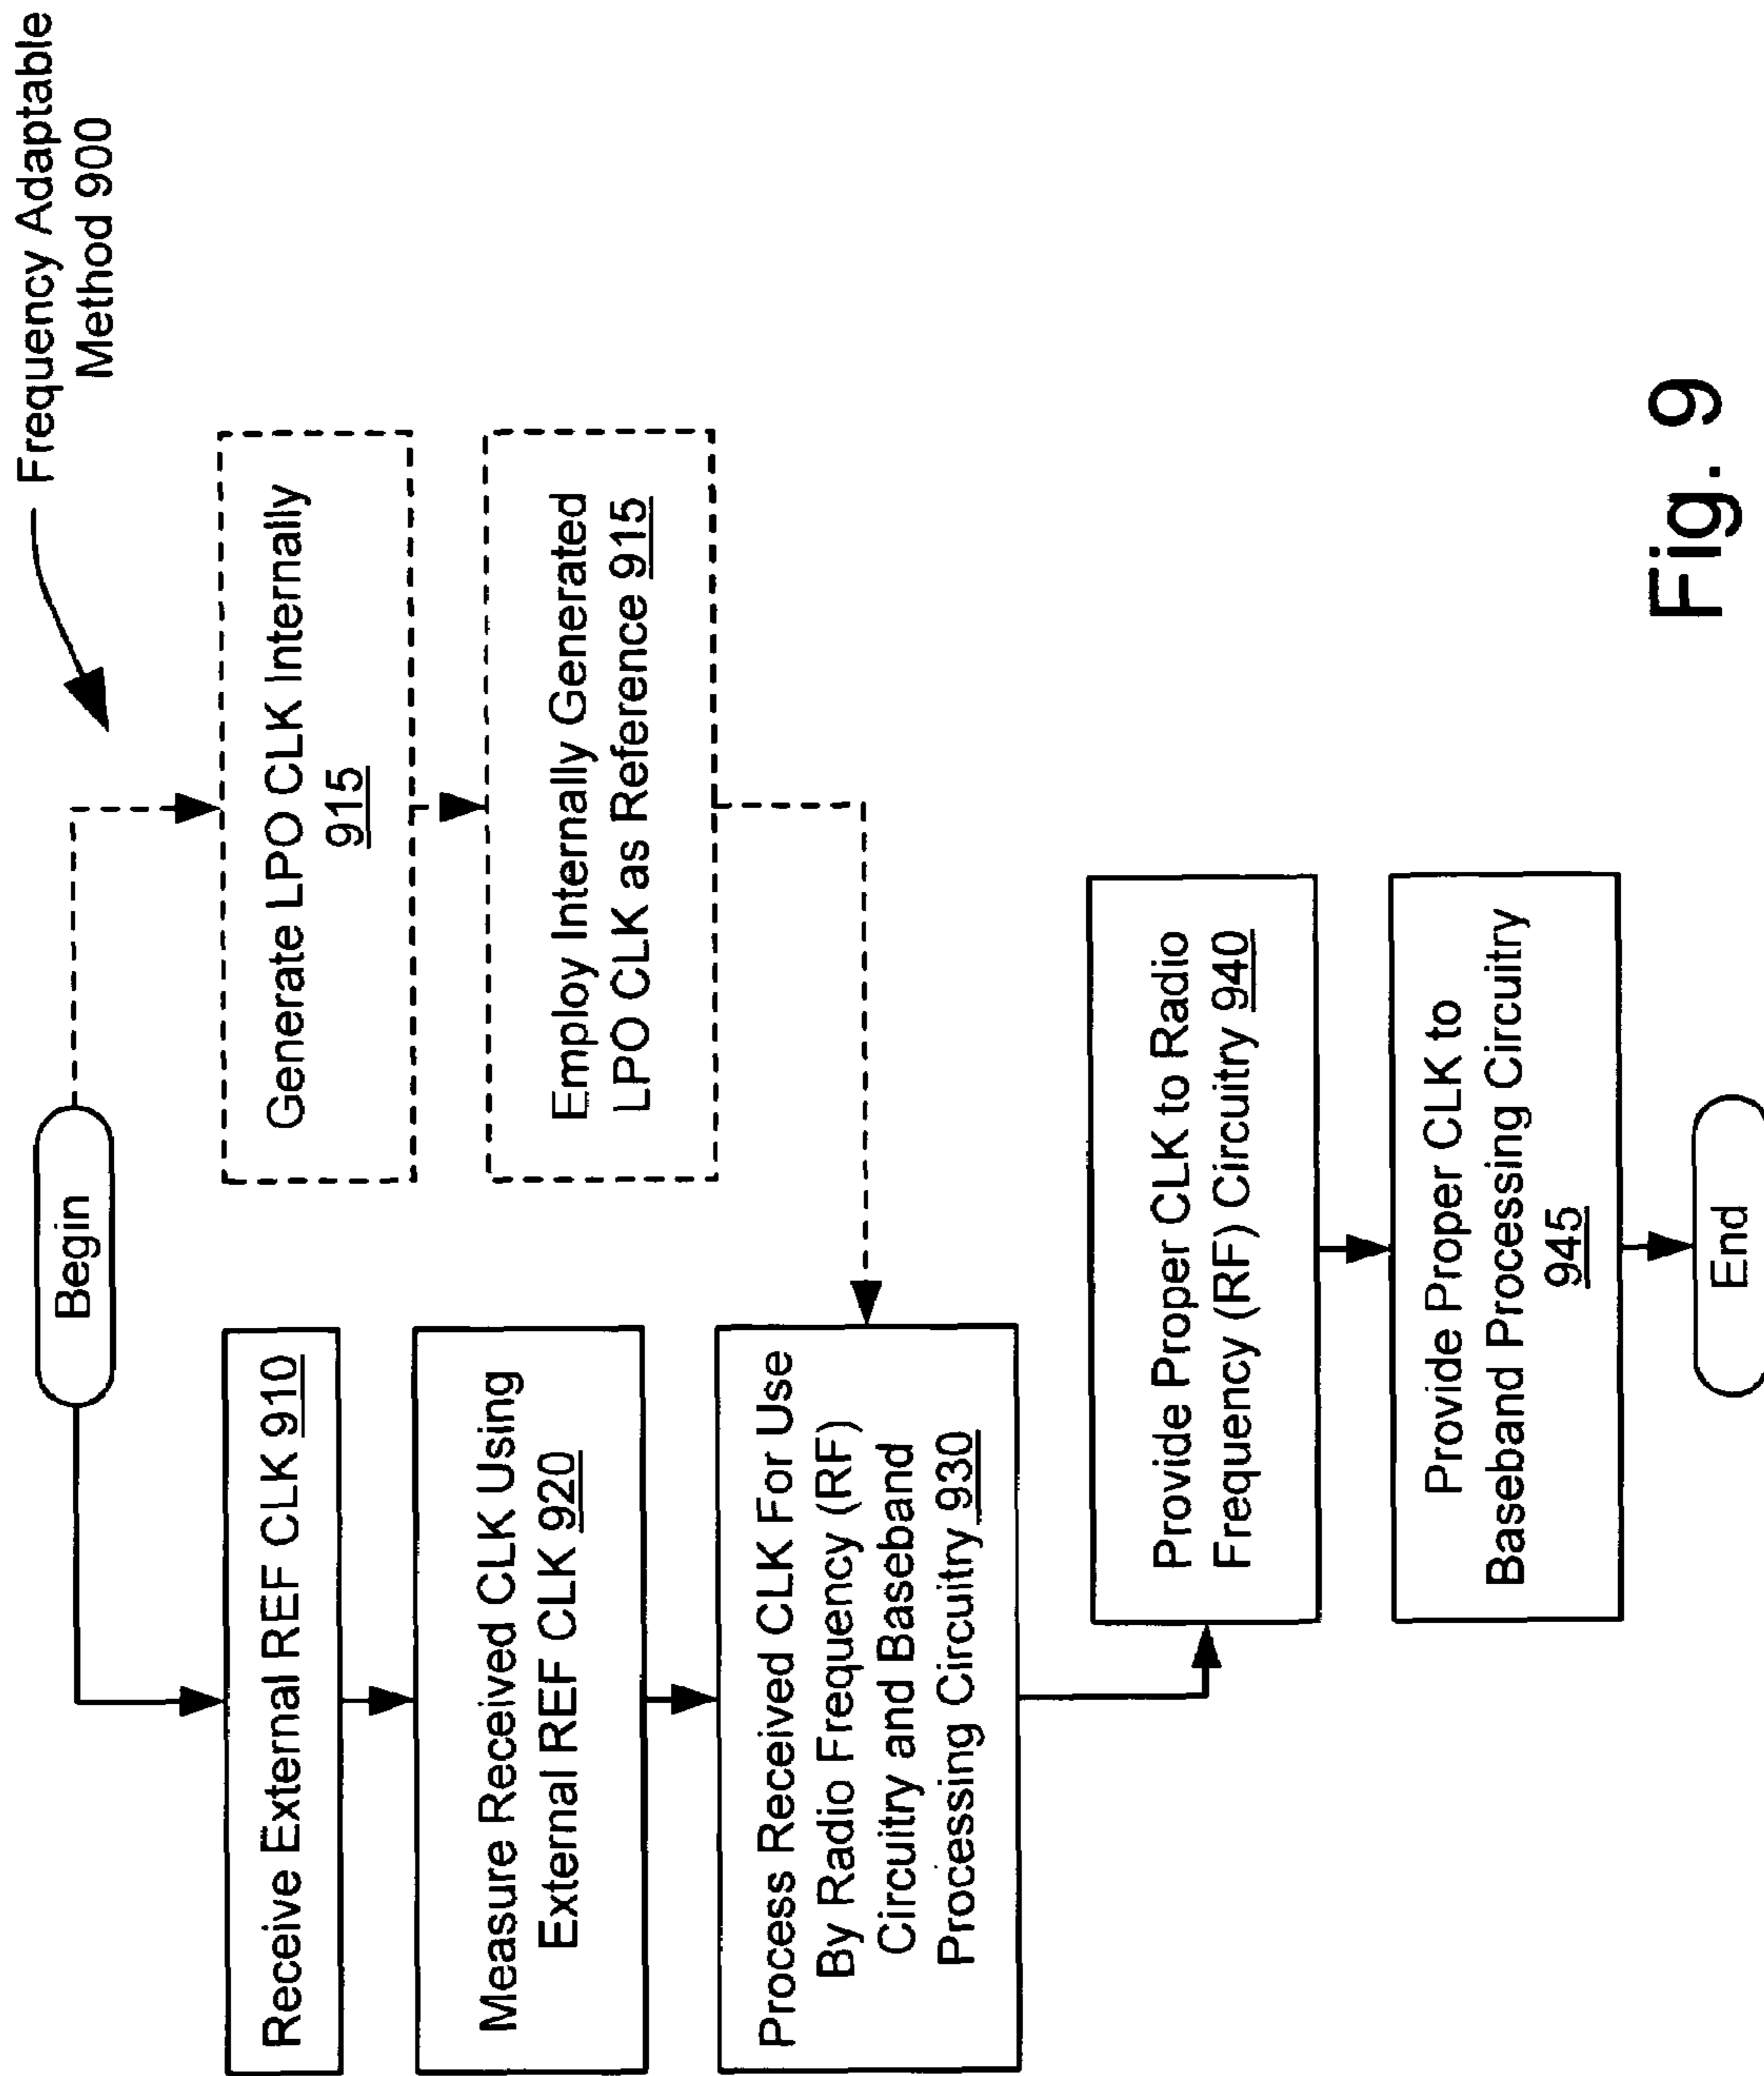 Frequency Adaptable
Method 900
Begin
Receive External REF CLK 910
Measure Received CLK Using
External REF CLK 920
Process Received CLK For Use
By Radio Frequency (RF)
Circuitry and Baseband
Processing Circuitry 930
Generate LPO CLK Internally
915
Employ Internally Generated
LPO CLK as Reference 915
Provide Proper CLK to Radio
Frequency (RF) Circuitry 940
Provide Proper CLK to
Baseband Processing Circuitry
945
End
Fig. 9